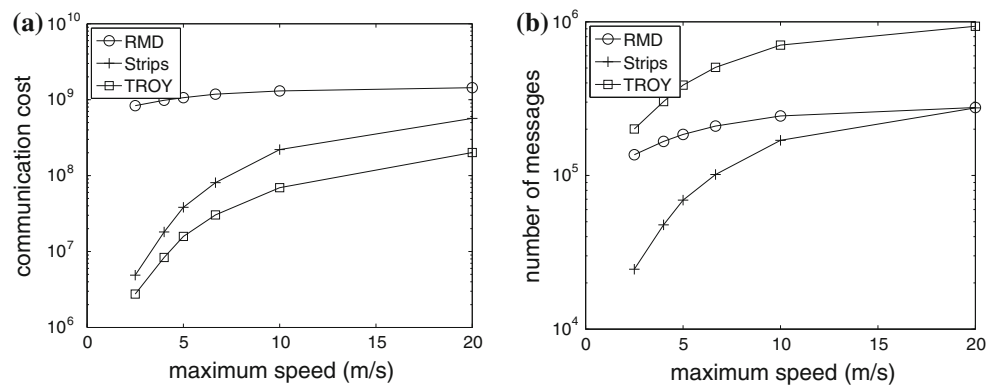 (a)
10^10
10^9
10^8
10^7
10^6
communication cost
RMD
Strips
TROY
0 5 10 15 20
maximum speed (m/s)
(b)
10^6
10^5
10^4
number of messages
RMD
Strips
TROY
0 5 10 15 20
maximum speed (m/s)